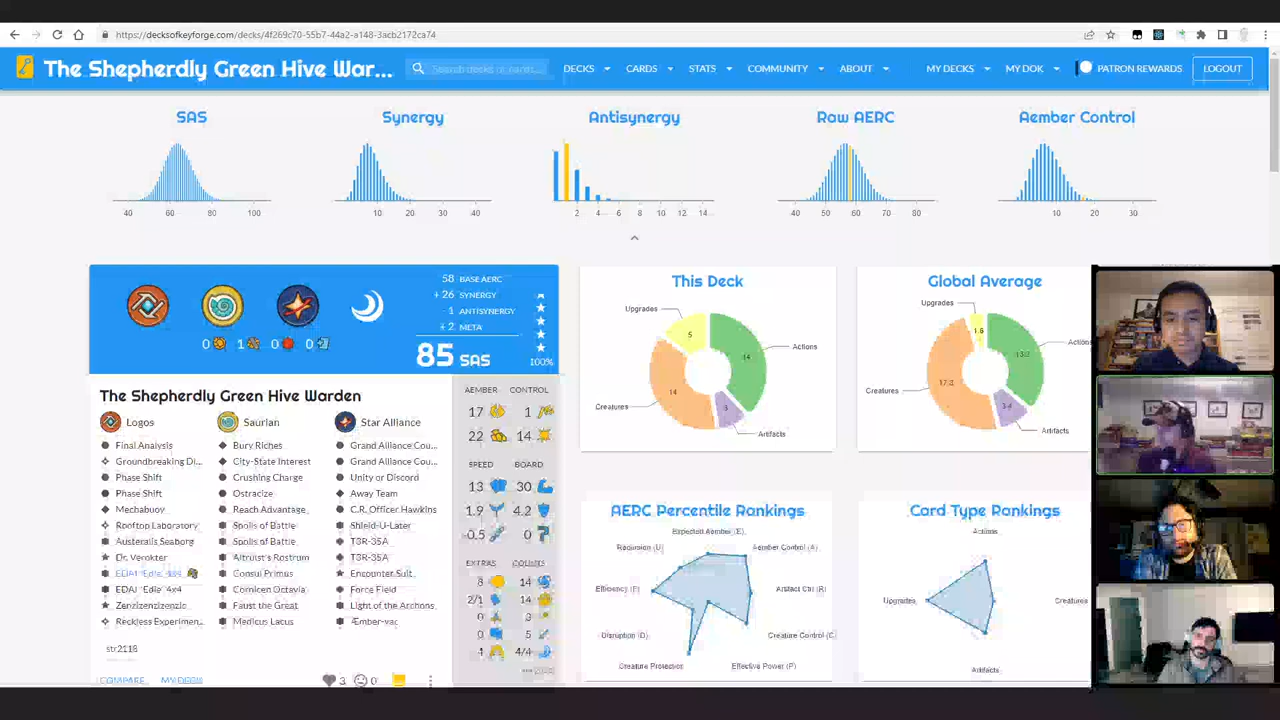 https://decksofkeyforge.com/decks/4f269c70-55b7-44a2-a148-3acb2172ca74
The Shepherdly Green Hive War... Search decks or cards... DECKS CARDS STATS COMMUNITY ABOUT MY DECKS MY DOK PATRON REWARDS LOGOUT
SAS Synergy Antisynergy Raw AERC Aember Control
40 60 80 100 10 20 30 40 2 4 6 8 10 12 14 40 50 60 70 80 10 20 30
58 BASE AERC
+ 26 SYNERGY
- 1 ANTISYNERGY
+ 2 META
0 1 0 0
85 SAS 100%
This Deck
Upgrades 5
Actions 14
Creatures 14
Artifacts
Global Average
Upgrades 1.6
Actions
Creatures
Artifacts
The Shepherdly Green Hive Warden
Logos Saurian Star Alliance
Final Analysis Bury Riches Grand Alliance Cou...
Groundbreaking Di... City-State Interest Grand Alliance Cou...
Phase Shift Crushing Charge Unity or Discord
Phase Shift Ostracize Away Team
Mechabuoy Reach Advantage C.R. Officer Hawkins
Rooftop Laboratory Spoils of Battle Shield-U-Later
Australis Seaborg Spoils of Battle T3R-35A
Dr. Verokter Altruist's Rostrum T3R-35A
EDAI "Edie" 4x4 Consul Primus Encounter Suit
EDAI "Edie" 4x4 Cornicen Octavia Force Field
Zenzizenzizenzic Faust the Great Light of the Archons
Reckless Experimen... Medicus Lacus Æmber-vac
str2118
COMPARE MY DECK 3 0
AEMBER CONTROL
17 1
22 14
SPEED BOARD
13 30
1.9 4.2
-0.5 0
EXTRAS COUNTS
8 14
2/1 14
0 3
0 5
4 4/4
AERC Percentile Rankings
Expected Aember (E)
Aember Control (A)
Artifact Ctrl (R)
Creature Control (C)
Effective Power (P)
Creature Protection
Disruption (D)
Efficiency (F)
Recursion (U)
Card Type Rankings
Actions
Creatures
Artifacts
Upgrades